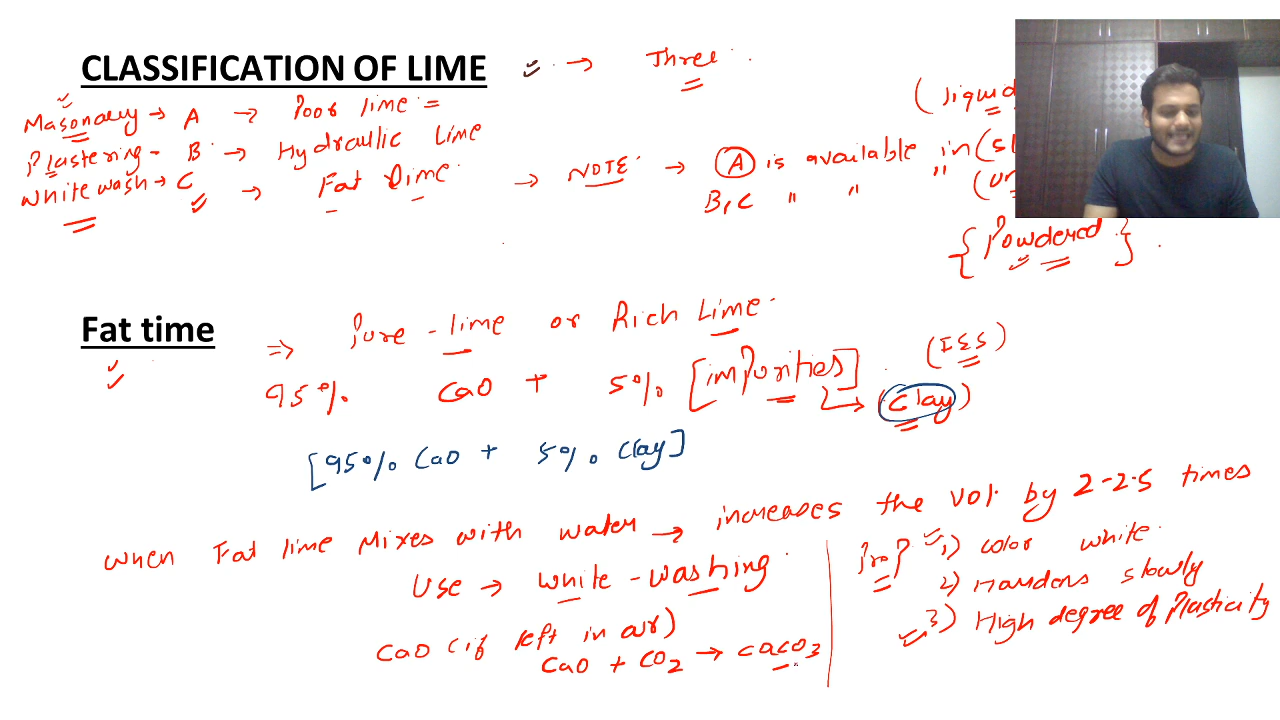 CLASSIFICATION OF LIME → Three
Masonary → A → Poor lime
Plastering - B → Hydraullic Lime
White wash → C → Fat Lime
→ NOTE → A is available in (liquid
B, C " " "
{Powdered}
Fat time
⇒ Pure - lime or Rich Lime
95% CaO + 5% [imporities] → (Clay)
(I&S)
[95% CaO + 5% Clay]
When Fat lime Mixes with water → increases the vol. by 2-2.5 times
Use → White-washing
CaO (if left in air)
CaO + CO2 → CaCO3
Prop 1) Color white
2) Hardens slowly
3) High degree of Plasticity